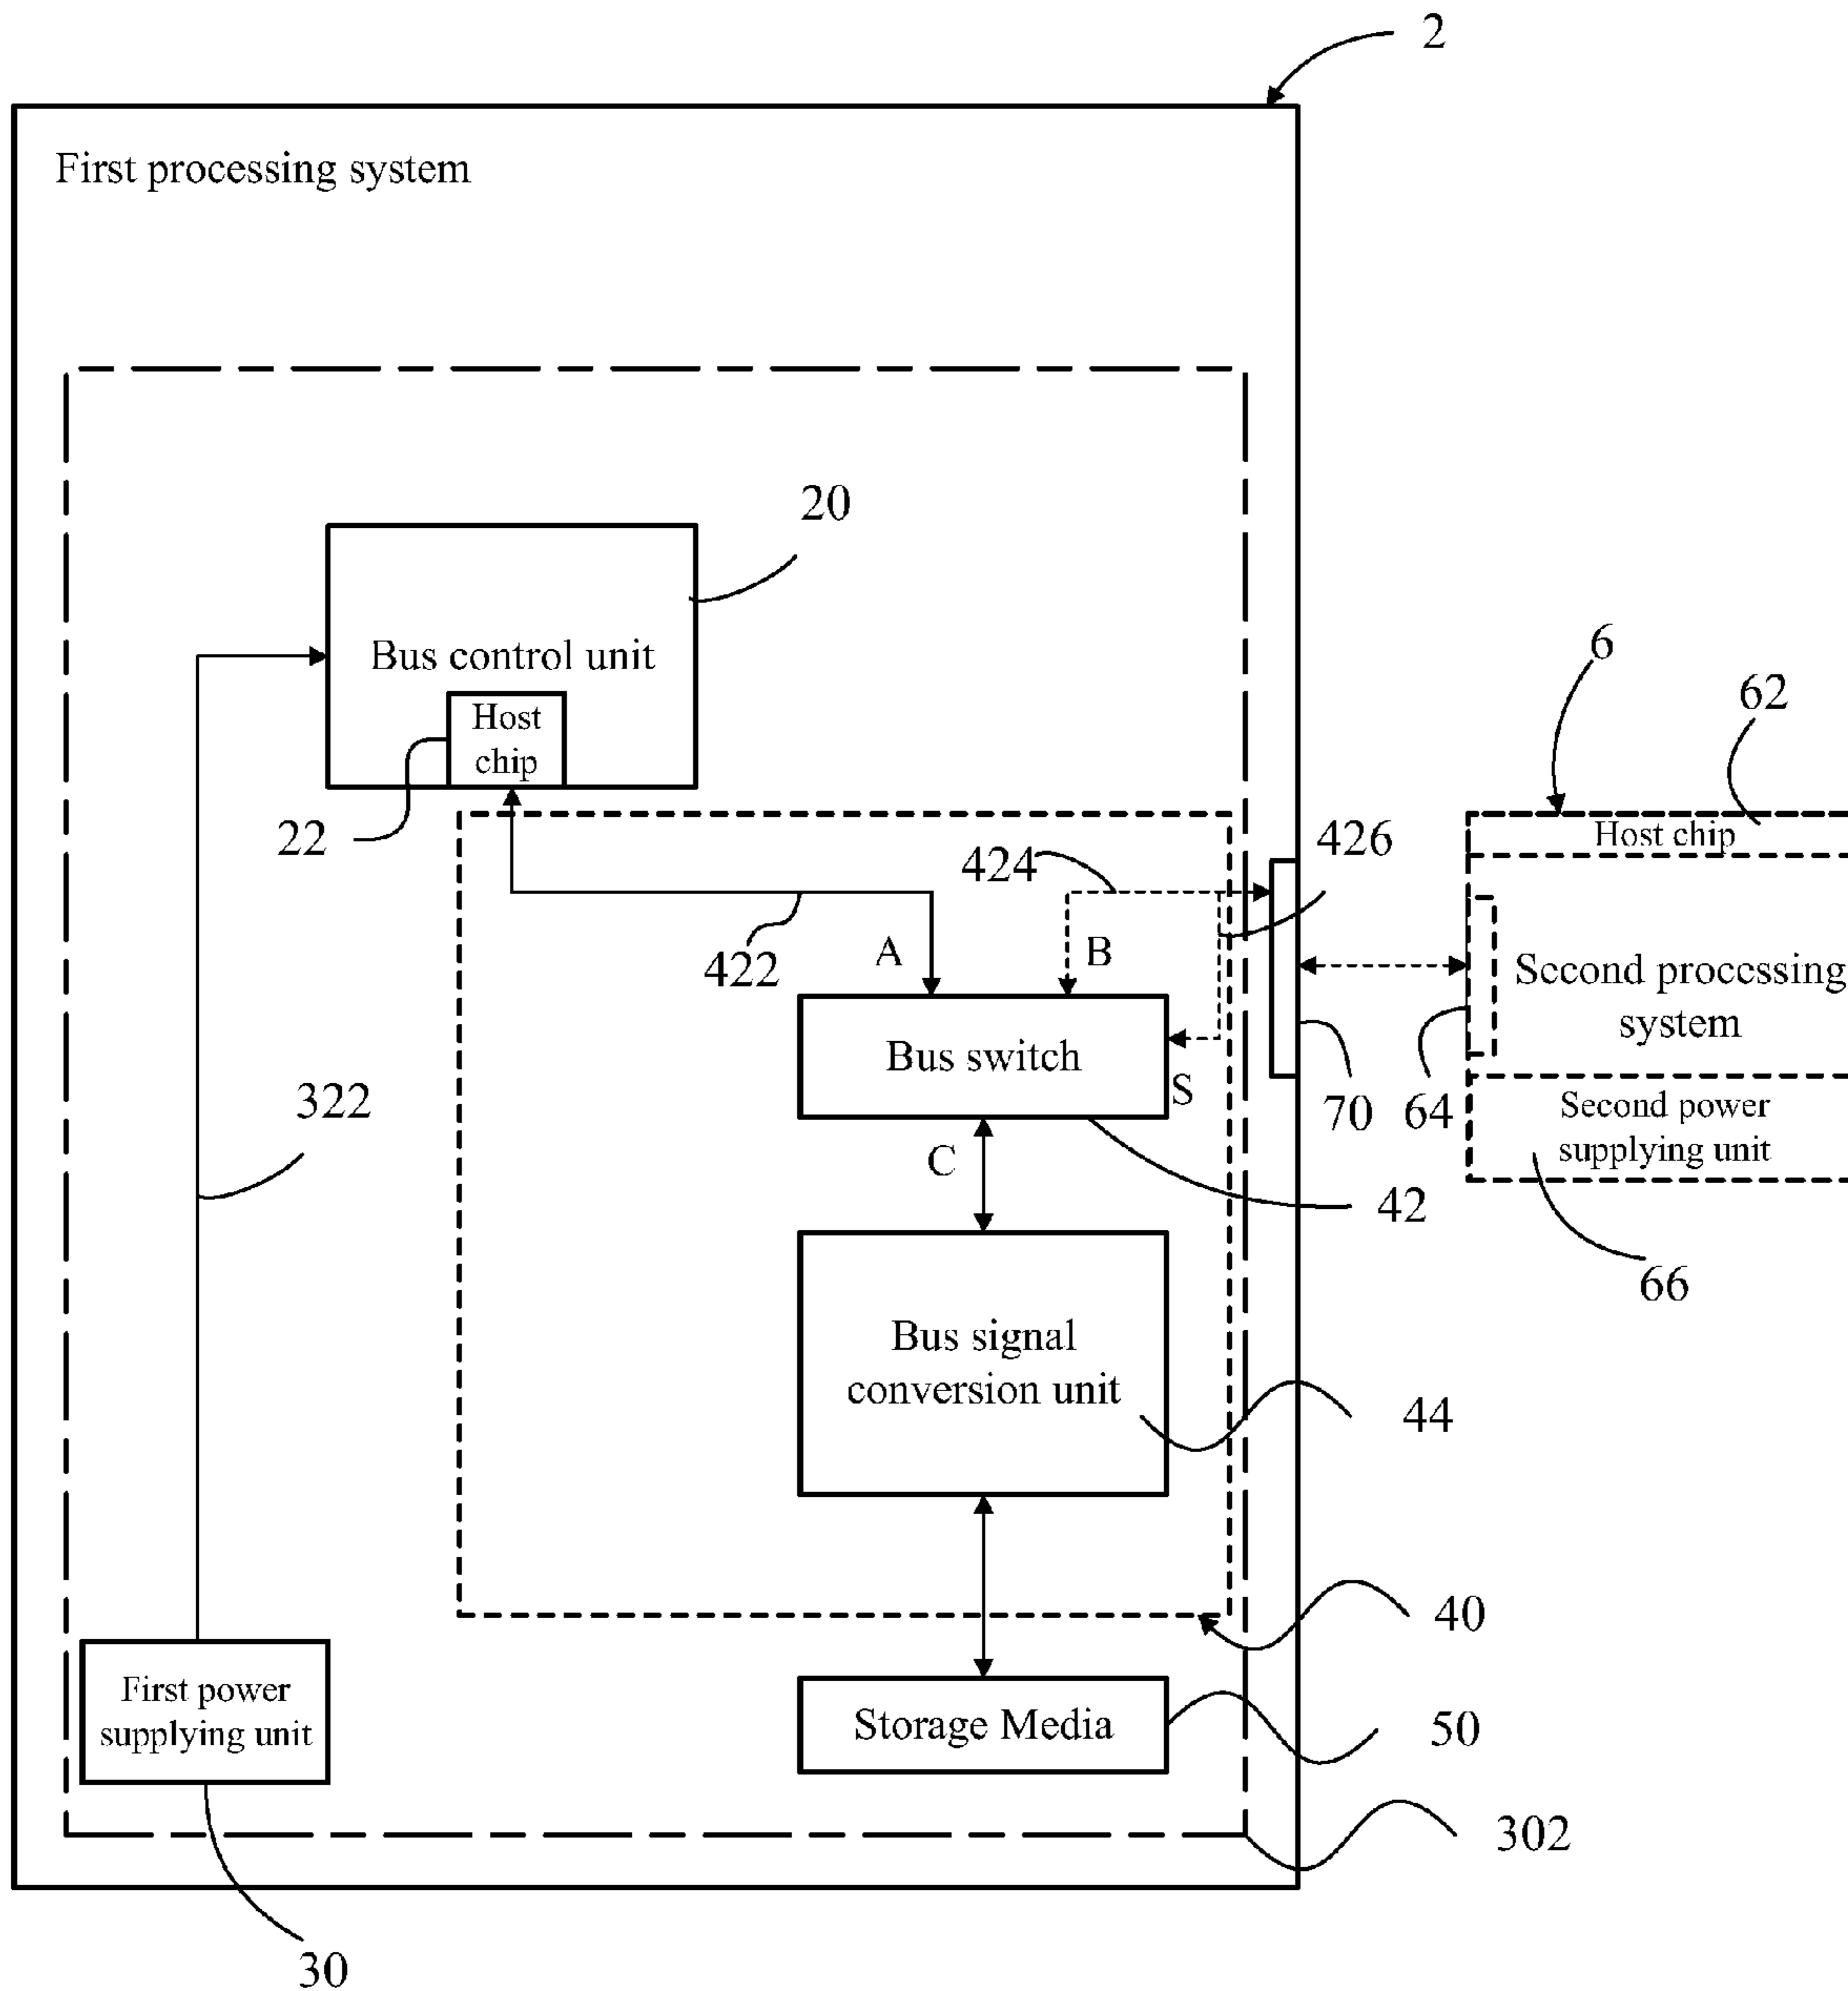 2
First processing system
20
Bus control unit
Host
chip
22
6
62
Host chip
426
424
422
A
B
Second processing
system
Bus switch
S
70
64
322
Second power
supplying unit
C
42
66
Bus signal
conversion unit
44
40
First power
supplying unit
Storage Media
50
302
30